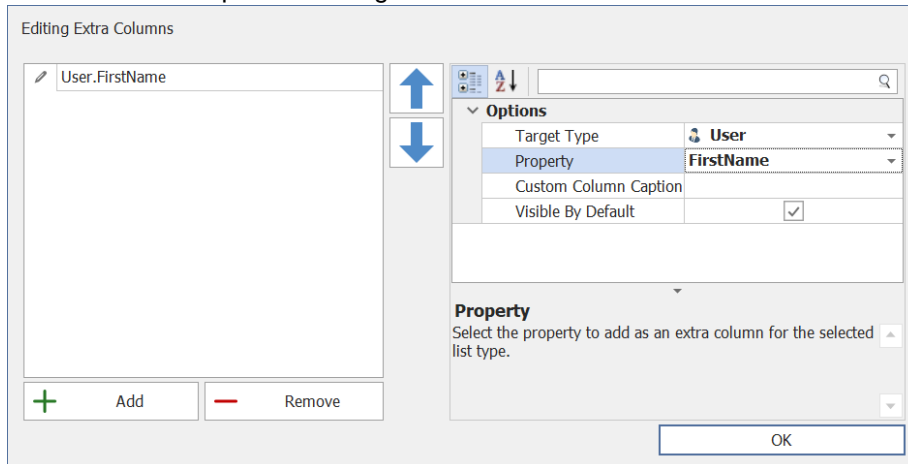 Editing Extra Columns
User.FirstName
Options
Target Type
User
Property
FirstName
Custom Column Caption
Visible By Default
Property
Select the property to add as an extra column for the selected
list type.
Add
Remove
OK